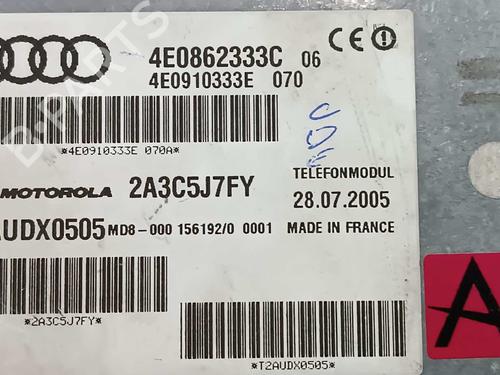 4E0862333C 06
4E0910333E 070
*4E0910333E 070A*
MOTOROLA 2A3C5J7FY
TELEFONMODUL
28.07.2005
AUDX0505 MD8-000 156192/0 0001 MADE IN FRANCE
*2A3C5J7FY*
*T2AUDX0505*
A
B-PARTS